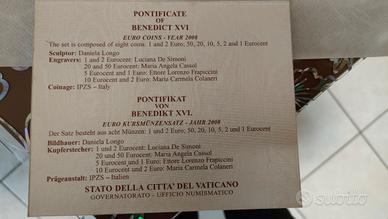 PONTIFICATE
OF
BENEDICT XVI
EURO COINS - YEAR 2008
The set is composed of eight coins: 1 and 2 Euro; 50, 20, 10, 5, 2 and 1 Eurocent
Sculptor: Daniela Longo
Engravers: 1 and 2 Eurocent: Luciana De Simoni
20 and 50 Eurocent: Maria Angela Cassol
5 Eurocent and 1 Euro: Ettore Lorenzo Frapiccini
10 Eurocent and 2 Euro: Maria Carmela Colaneri
Coinage: IPZS – Italy
PONTIFIKAT
VON
BENEDIKT XVI.
EURO KURSMÜNZENSATZ - JAHR 2008
Der Satz besteht aus acht Münzen: 1 und 2 Euro; 50, 20, 10, 5, 2 und 1 Eurocent
Bildhauer: Daniela Longo
Kupferstecher: 1 und 2 Eurocent: Luciana De Simoni
20 und 50 Eurocent: Maria Angela Cassol
5 Eurocent und 1 Euro: Ettore Lorenzo Frapiccini
10 Eurocent und 2 Euro: Maria Carmela Colaneri
Prägeanstalt: IPZS – Italien
STATO DELLA CITTA' DEL VATICANO
GOVERNATORATO - UFFICIO NUMISMATICO
subito